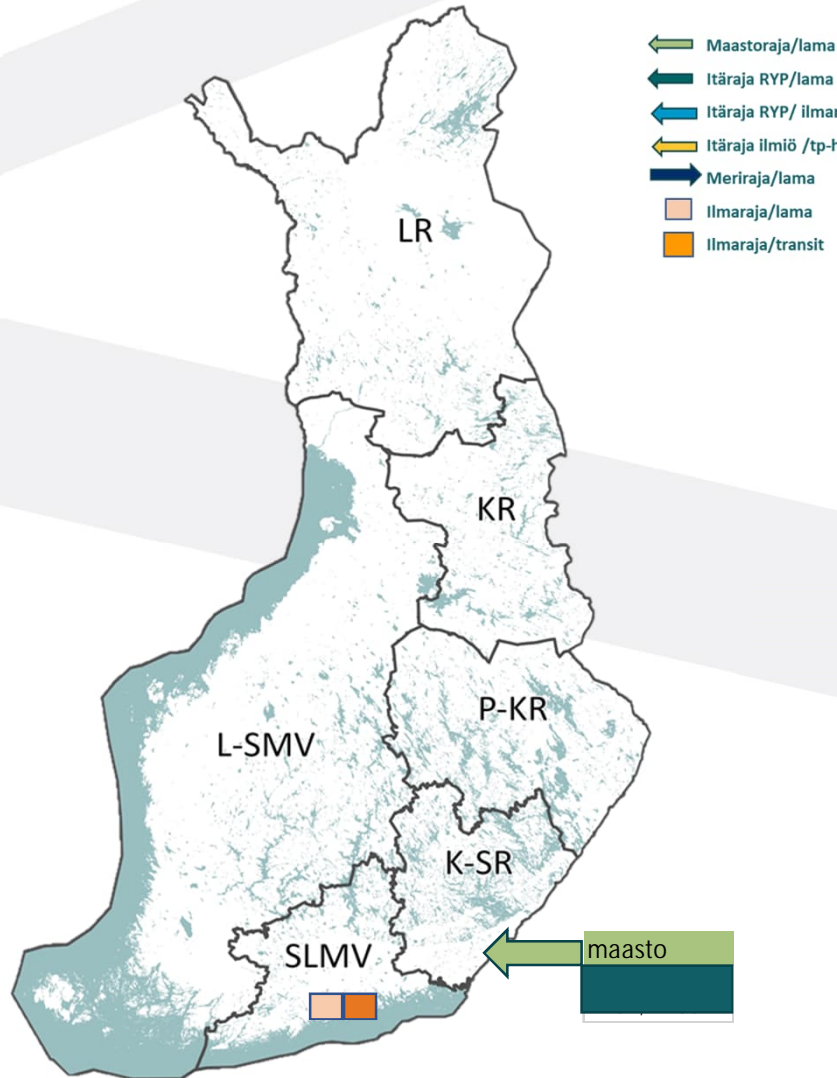 Maastoraja/lama
Itäraja RYP/lama
Itäraja RYP/ ilmar
Itäraja ilmiö /tp-h
Meriraja/lama
Ilmaraja/lama
Ilmaraja/transit
LR
KR
P-KR
L-SMV
K-SR
SLMV
maasto